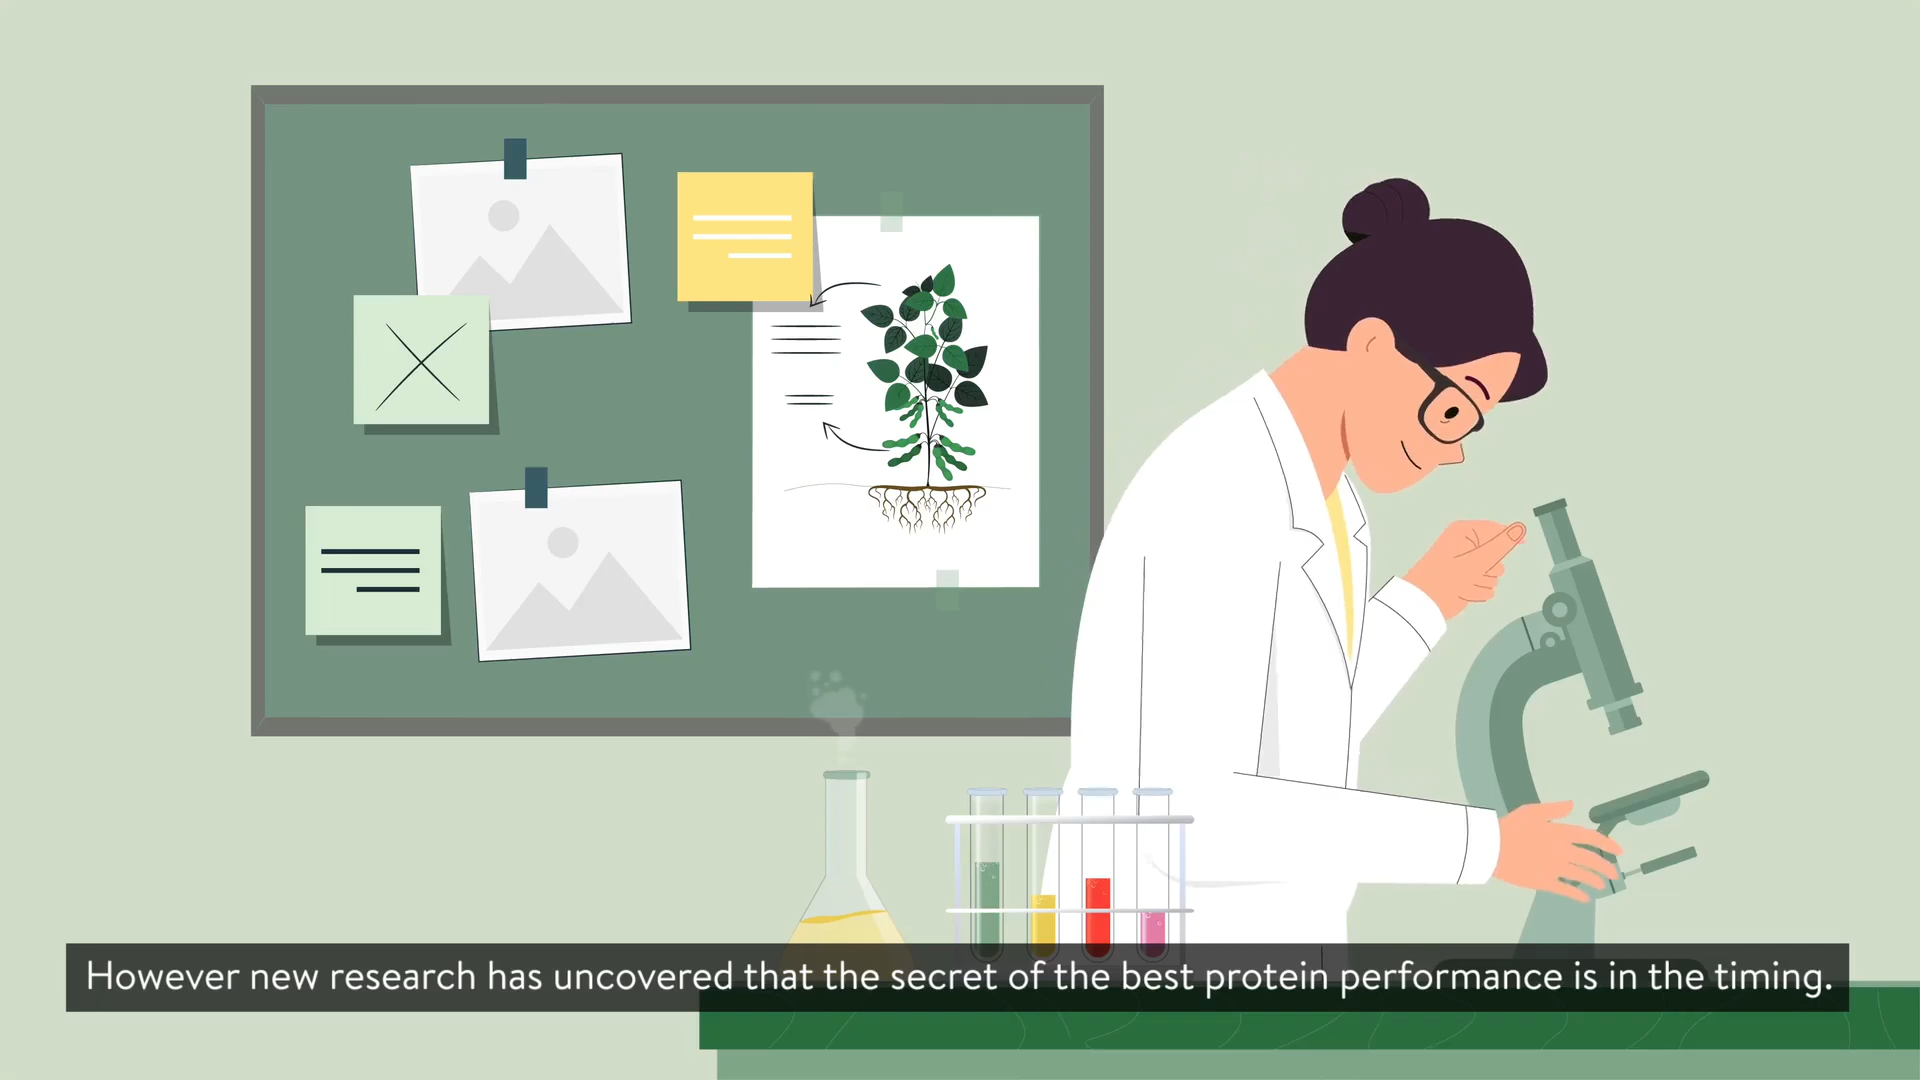 However new research has uncovered that the secret of the best protein performance is in the timing.